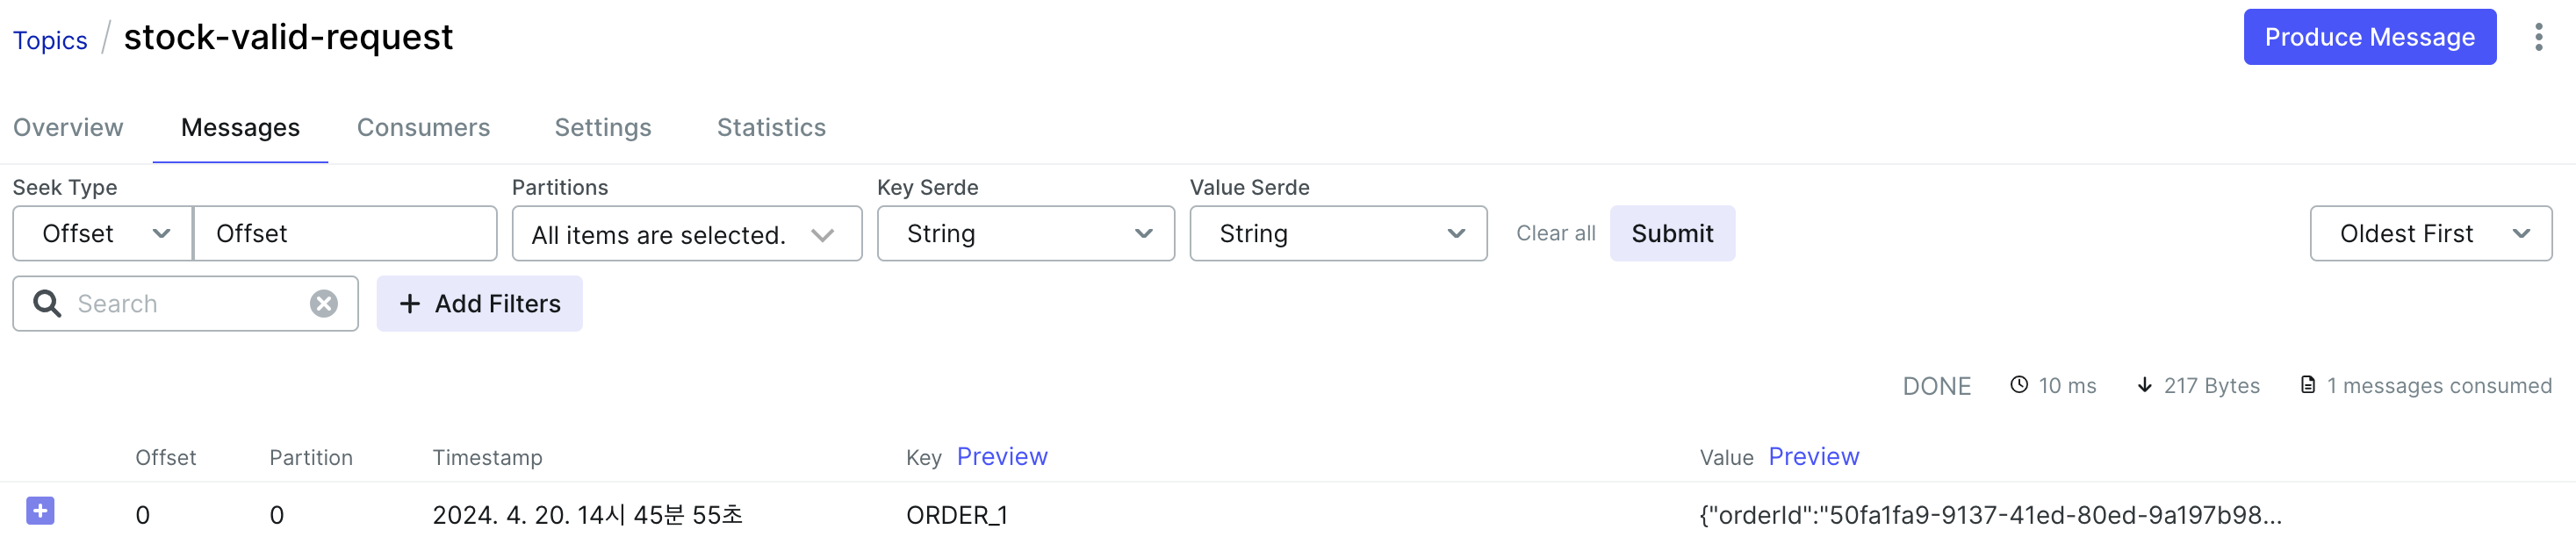 Topics / stock-valid-request
Produce Message
Overview Messages Consumers Settings Statistics
Seek Type Partitions Key Serde Value Serde
Offset Offset All items are selected. String String Clear all Submit Oldest First
Search + Add Filters
DONE 10 ms 217 Bytes 1 messages consumed
Offset Partition Timestamp Key Preview Value Preview
0 0 2024. 4. 20. 14시 45분 55초 ORDER_1 {"orderId":"50fa1fa9-9137-41ed-80ed-9a197b98...